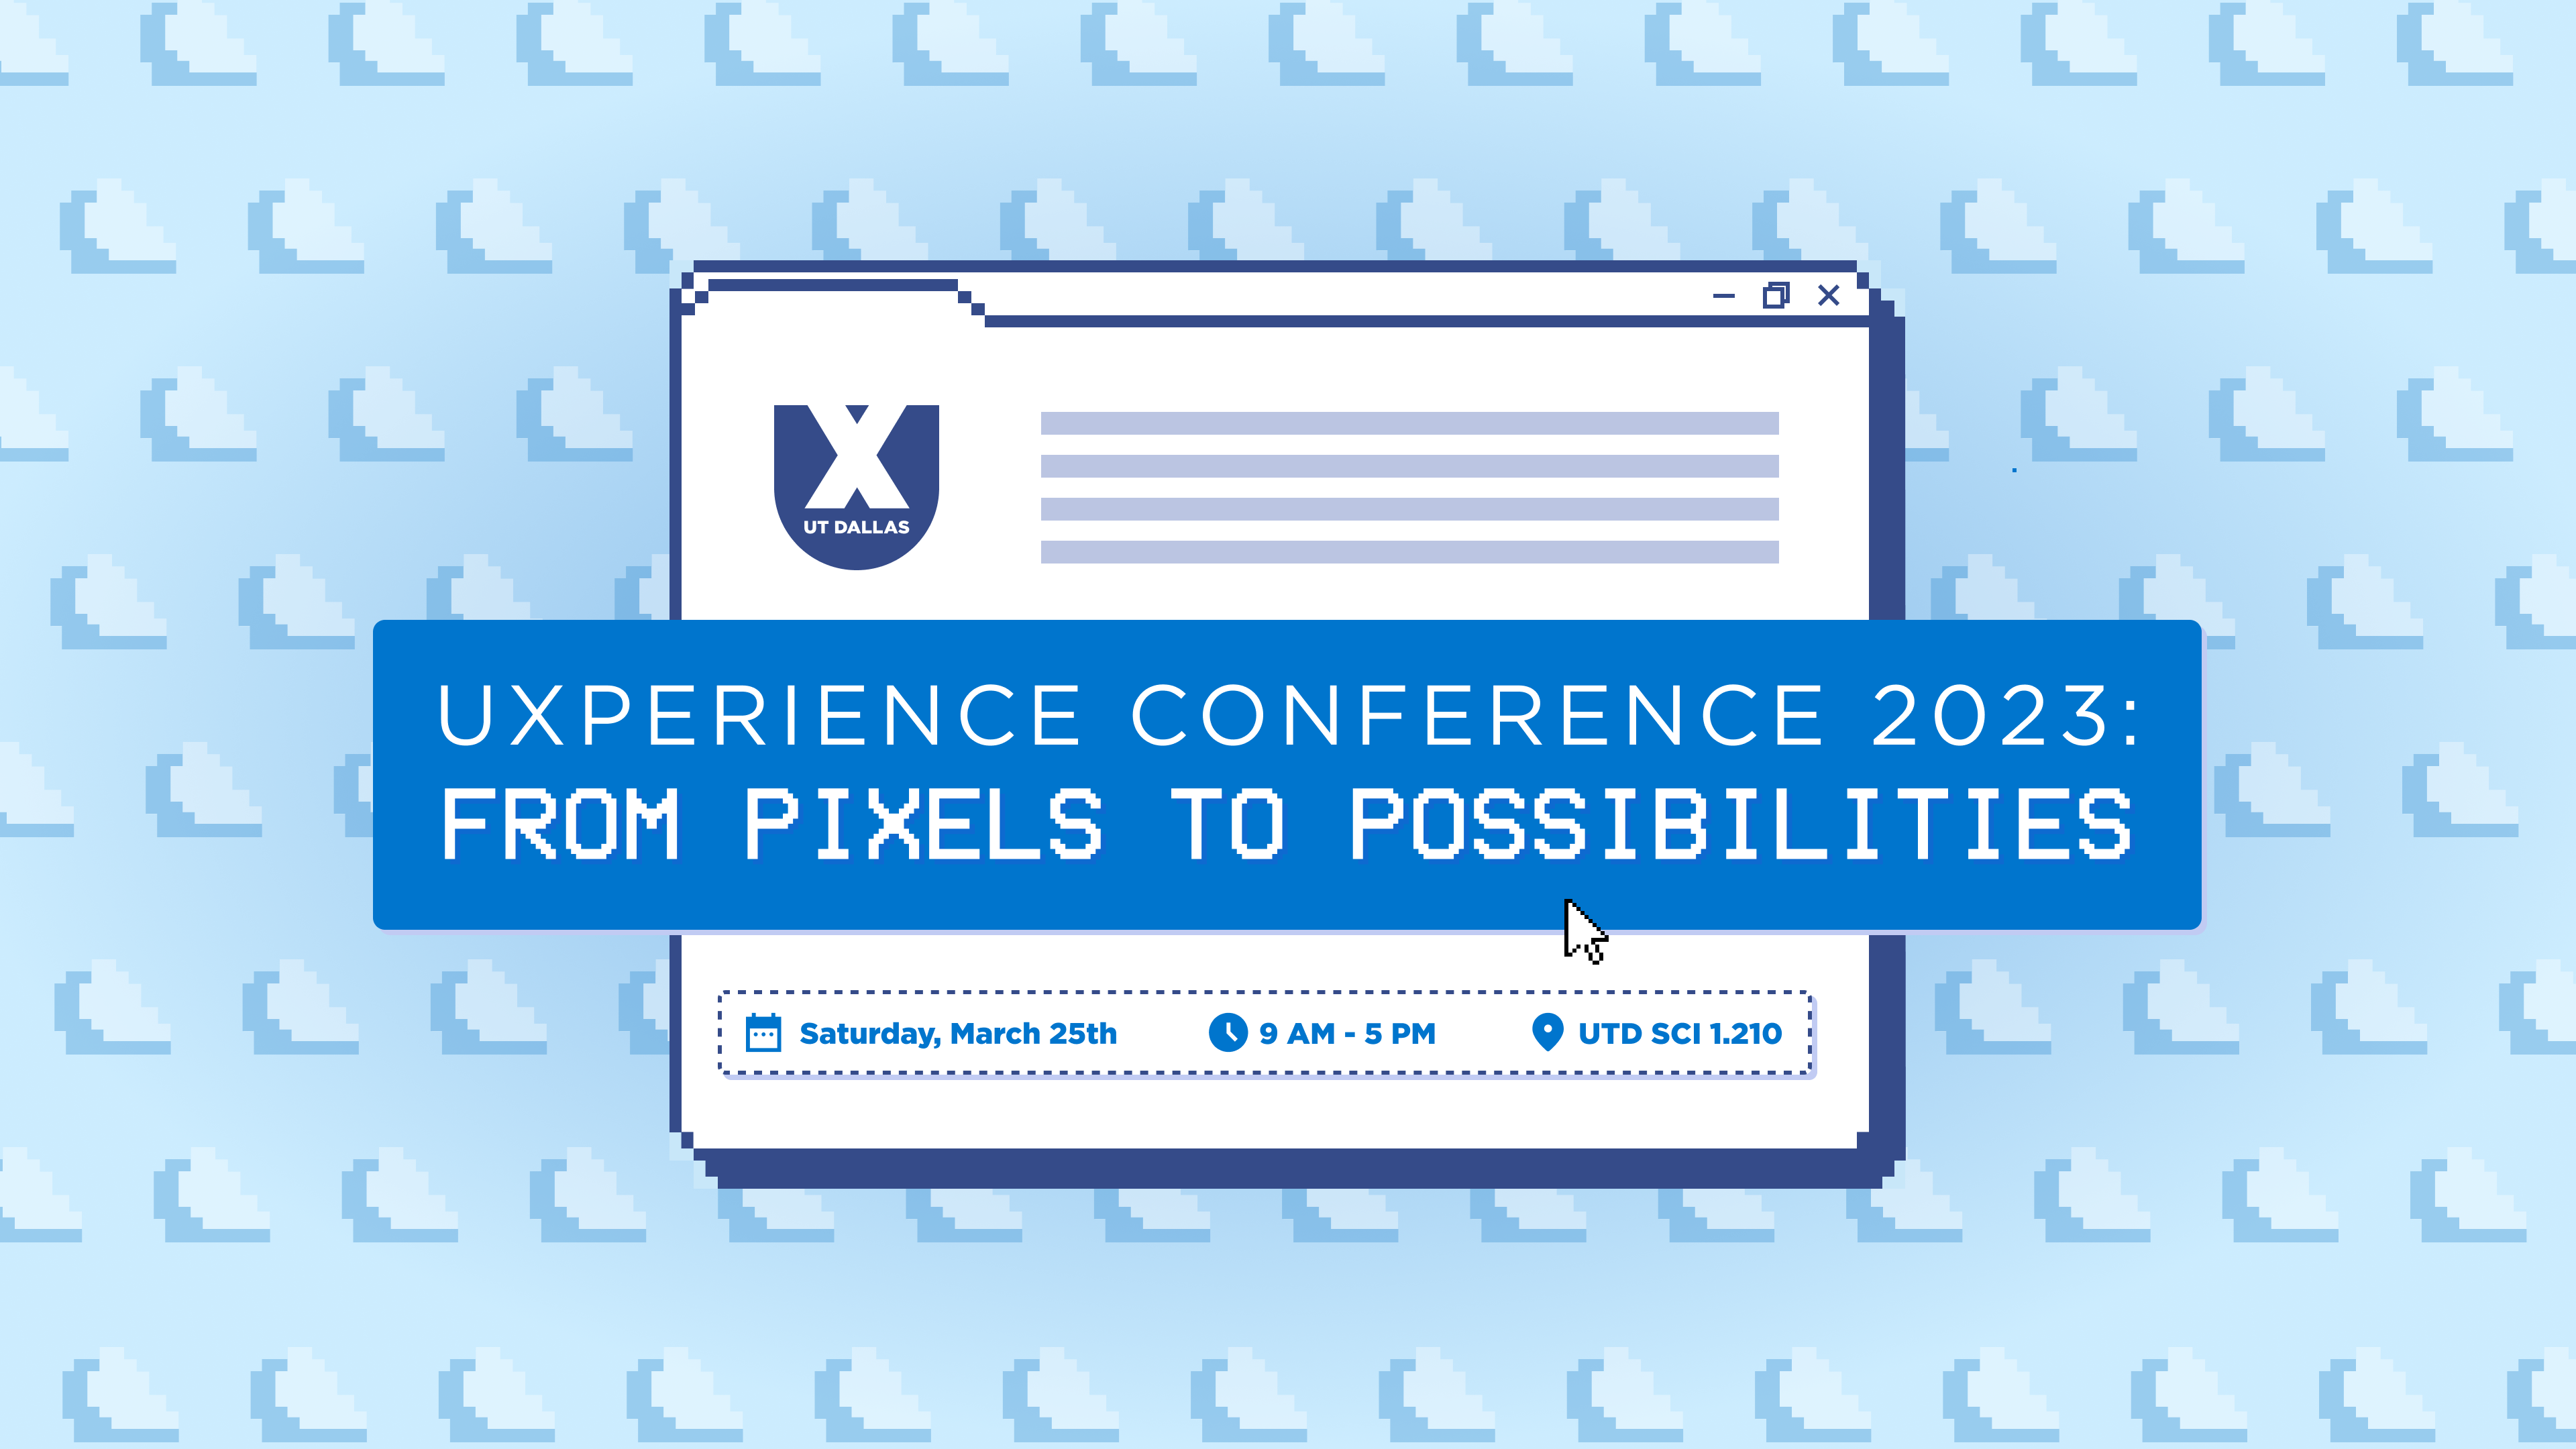 X
UT DALLAS
UXPERIENCE CONFERENCE 2023:
FROM PIXELS TO POSSIBILITIES
Saturday, March 25th
9 AM - 5 PM
UTD SCI 1.210